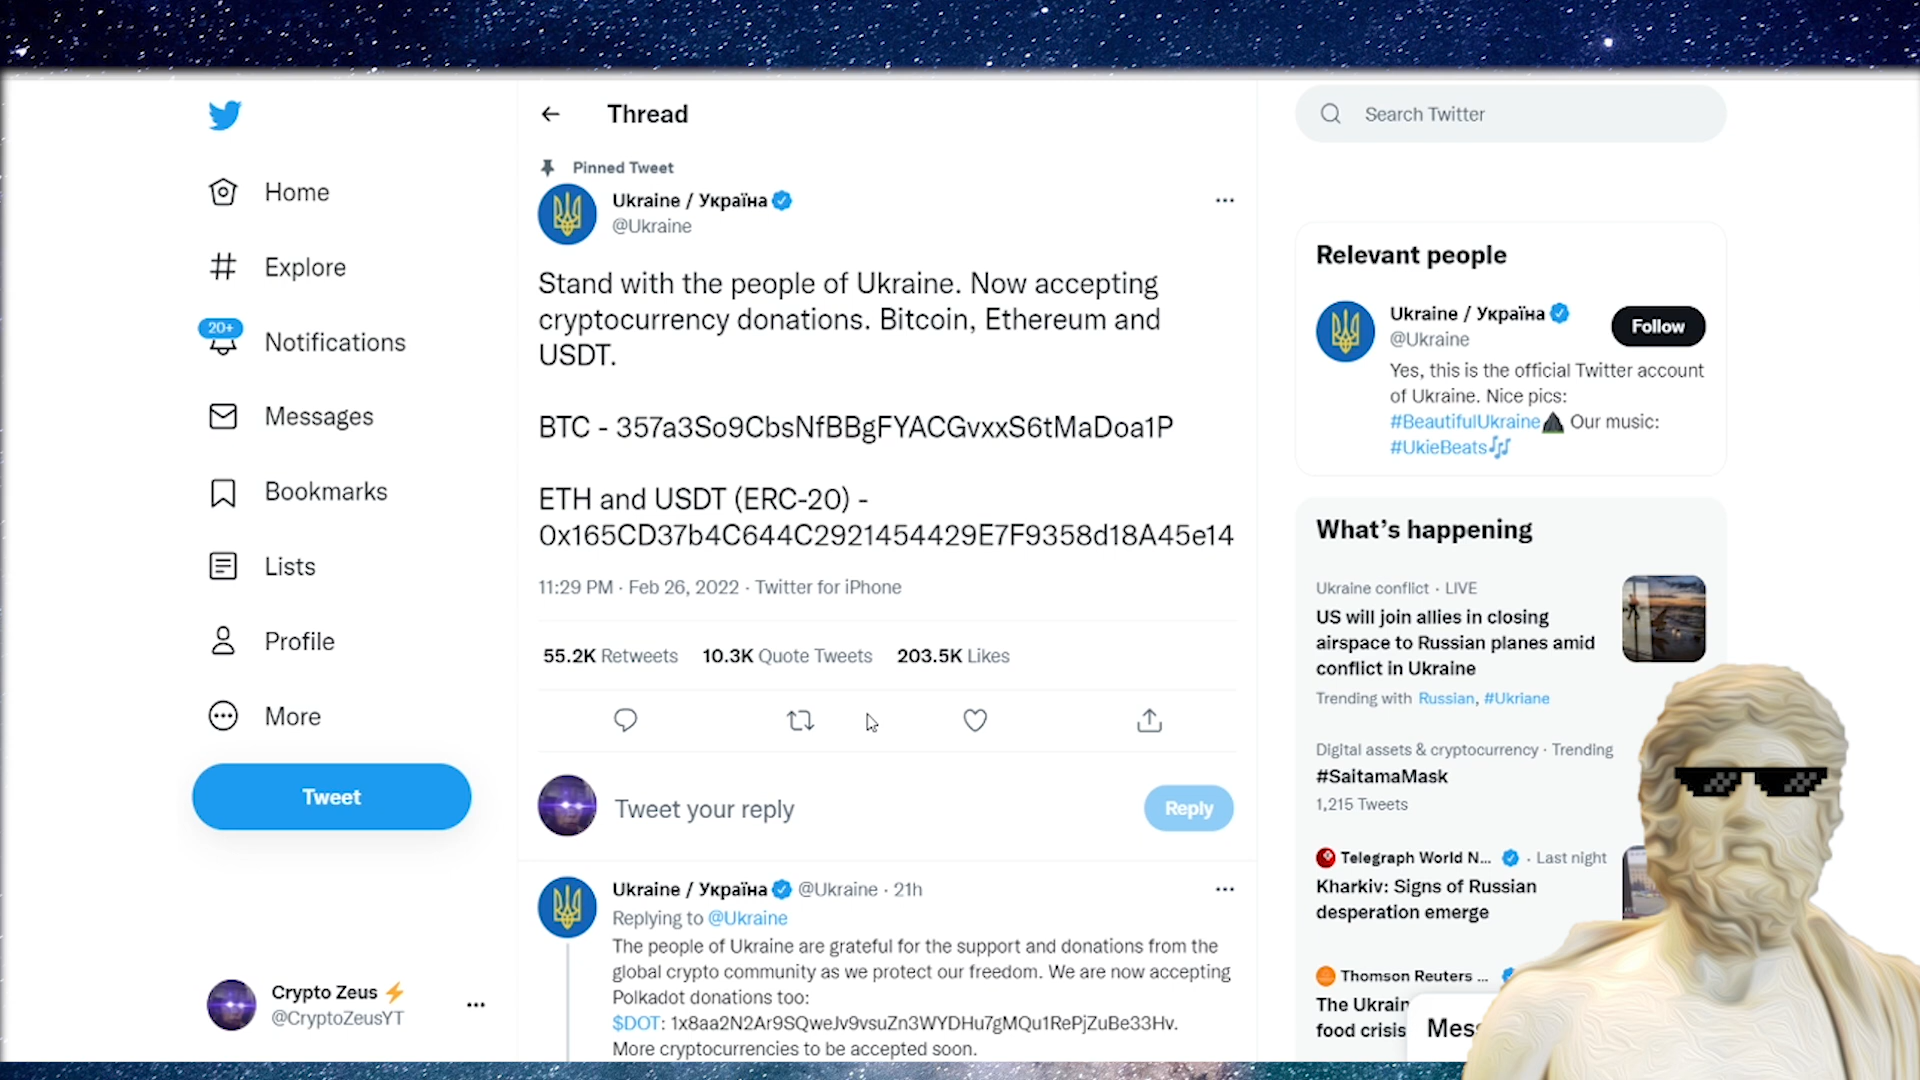 Home
Explore
20+
Notifications
Messages
Bookmarks
Lists
Profile
More
Tweet
Crypto Zeus⚡
@CryptoZeusYT
Thread
Pinned Tweet
Ukraine / Україна
@Ukraine
Stand with the people of Ukraine. Now accepting
cryptocurrency donations. Bitcoin, Ethereum and
USDT.
BTC - 357a3So9CbsNfBBgFYACGvxxS6tMaDoa1P
ETH and USDT (ERC-20) -
0x165CD37b4C644C2921454429E7F9358d18A45e14
11:29 PM · Feb 26, 2022 · Twitter for iPhone
55.2K Retweets 10.3K Quote Tweets 203.5K Likes
Tweet your reply
Reply
Ukraine / Україна @Ukraine · 21h
Replying to @Ukraine
The people of Ukraine are grateful for the support and donations from the
global crypto community as we protect our freedom. We are now accepting
Polkadot donations too:
$DOT: 1x8aa2N2Ar9SQweJv9vsuZn3WYDHu7gMQu1RePjZuBe33Hv.
More cryptocurrencies to be accepted soon.
Search Twitter
Relevant people
Ukraine / Україна
@Ukraine
Follow
Yes, this is the official Twitter account
of Ukraine. Nice pics:
#BeautifulUkraine Our music:
#UkieBeats
What's happening
Ukraine conflict · LIVE
US will join allies in closing
airspace to Russian planes amid
conflict in Ukraine
Trending with Russian, #Ukriane
Digital assets & cryptocurrency · Trending
#SaitamaMask
1,215 Tweets
Telegraph World N... · Last night
Kharkiv: Signs of Russian
desperation emerge
Thomson Reuters ...
The Ukrain
food crisis
Mess